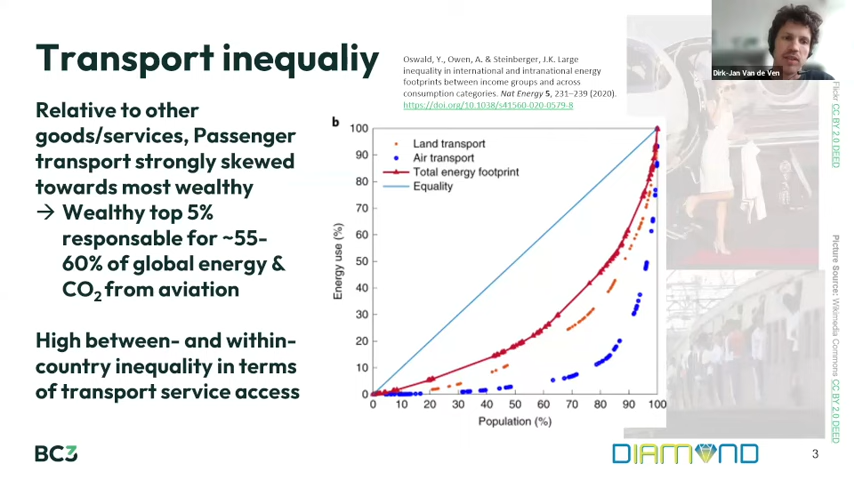 Transport inequaliy
Oswald, Y., Owen, A. & Steinberger, J.K. Large
inequality in international and intranational energy
footprints between income groups and across
consumption categories. Nat Energy 5, 231–239 (2020).
https://doi.org/10.1038/s41560-020-0579-8
Dirk-Jan Van de Ven
Relative to other
goods/services, Passenger
transport strongly skewed
towards most wealthy
→ Wealthy top 5%
responsable for ~55-
60% of global energy &
CO2 from aviation
High between- and within-
country inequality in terms
of transport service access
b
Land transport
Air transport
Total energy footprint
Equality
Energy use (%)
100
90
80
70
60
50
40
30
20
10
0
0 10 20 30 40 50 60 70 80 90 100
Population (%)
Flickr CC BY 2.0 DEED
Picture Source: Wikimedia Commons CC BY 2.0 DEED
BC3
DIAMOND
3